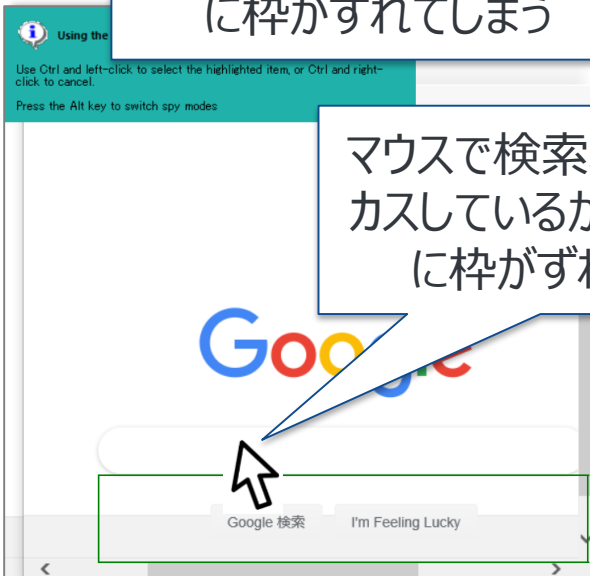 に枠がずれてしまう
Using the
Use Ctrl and left-click to select the highlighted item, or Ctrl and right-
click to cancel.
Press the Alt key to switch spy modes
マウスで検索
カスしているが
に枠がずれ
Google
Google 検索 I'm Feeling Lucky